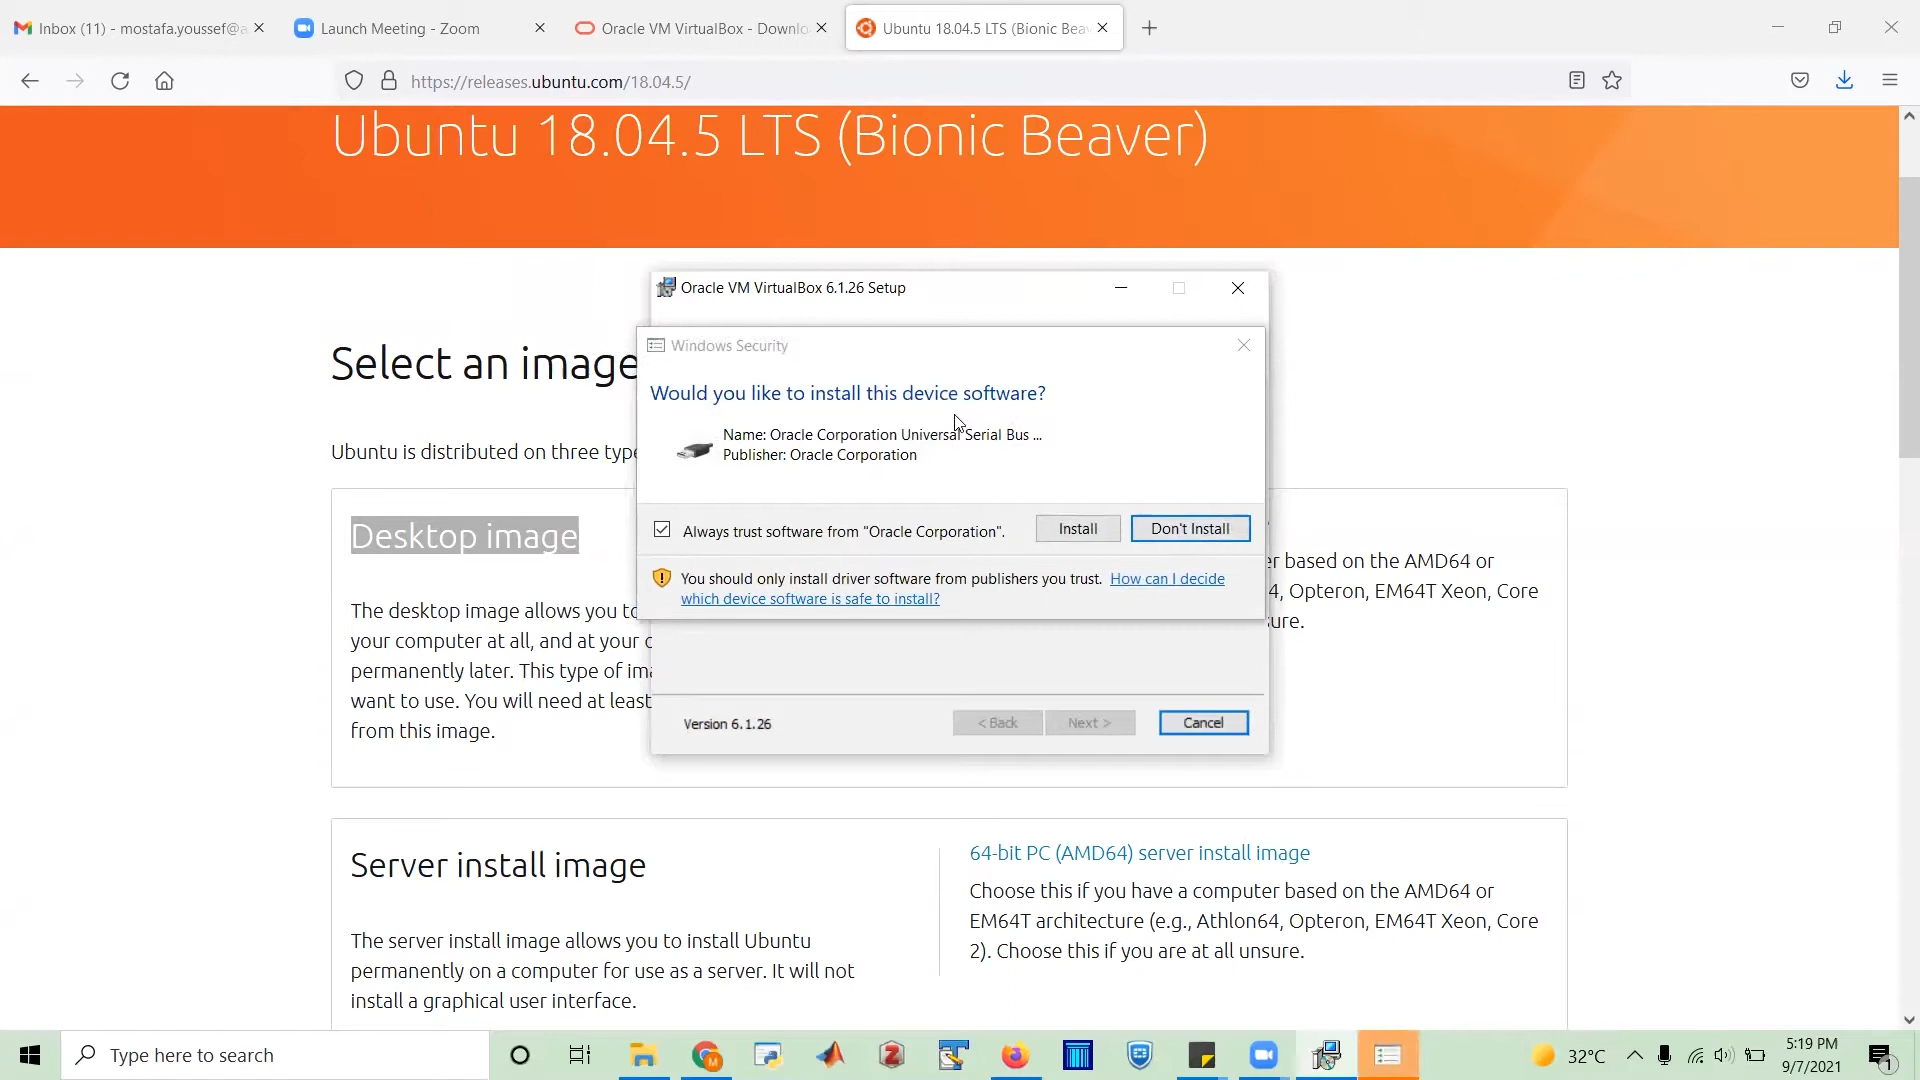 Inbox (11) - mostafa.youssef@a
Launch Meeting - Zoom
Oracle VM VirtualBox - Downlo
Ubuntu 18.04.5 LTS (Bionic Bea
https://releases.ubuntu.com/18.04.5/
Ubuntu 18.04.5 LTS (Bionic Beaver)
Select an image
Ubuntu is distributed on three type
Desktop image
The desktop image allows you to
your computer at all, and at your c
permanently later. This type of ima
want to use. You will need at least
from this image.
er based on the AMD64 or
4, Opteron, EM64T Xeon, Core
sure.
Oracle VM VirtualBox 6.1.26 Setup
Windows Security
Would you like to install this device software?
Name: Oracle Corporation Universal Serial Bus ...
Publisher: Oracle Corporation
Always trust software from "Oracle Corporation".
Install
Don't Install
You should only install driver software from publishers you trust. How can I decide
which device software is safe to install?
Version 6.1.26
< Back
Next >
Cancel
Server install image
The server install image allows you to install Ubuntu
permanently on a computer for use as a server. It will not
install a graphical user interface.
64-bit PC (AMD64) server install image
Choose this if you have a computer based on the AMD64 or
EM64T architecture (e.g., Athlon64, Opteron, EM64T Xeon, Core
2). Choose this if you are at all unsure.
Type here to search
32°C
5:19 PM
9/7/2021
1